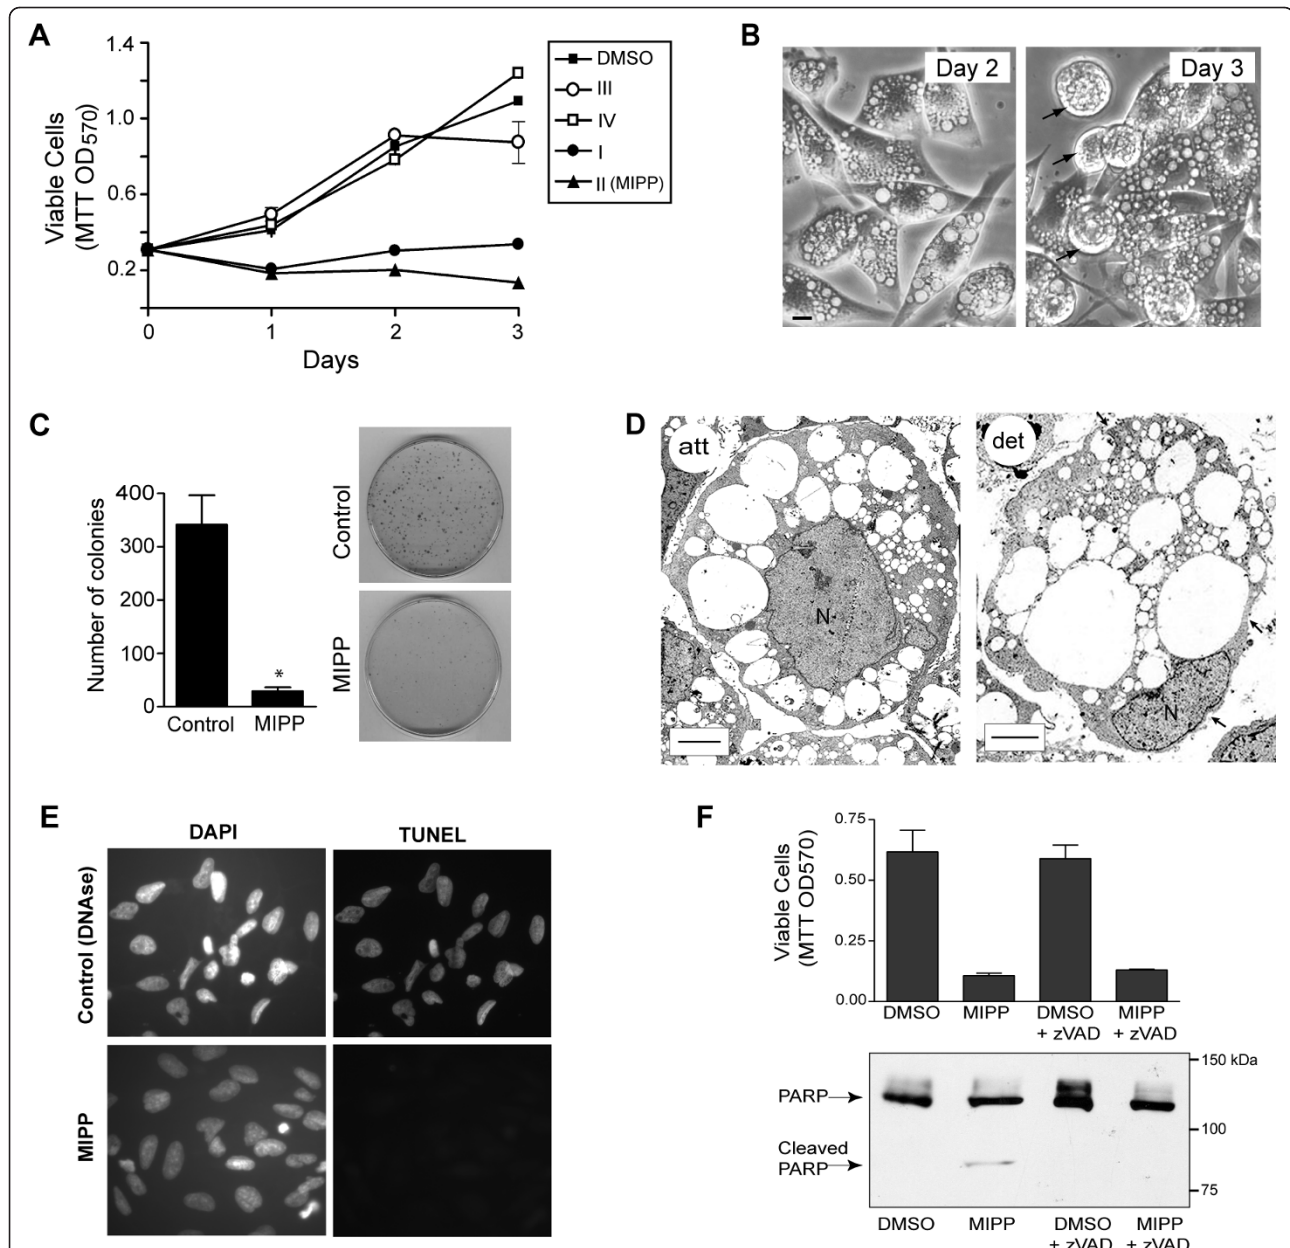 A
1.4
1.0
0.6
0.2
Viable Cells
(MTT OD570)
0 1 2 3
Days
DMSO
III
IV
I
II (MIPP)
B
Day 2
Day 3
C
400
300
200
100
0
Number of colonies
*
Control MIPP
Control
MIPP
D
att
N
det
N
E
DAPI TUNEL
Control (DNAse)
MIPP
F
0.75
0.50
0.25
0.00
Viable Cells
(MTT OD570)
DMSO MIPP DMSO MIPP
+ zVAD + zVAD
150 kDa
PARP
100
Cleaved
PARP
75
DMSO MIPP DMSO MIPP
+ zVAD + zVAD